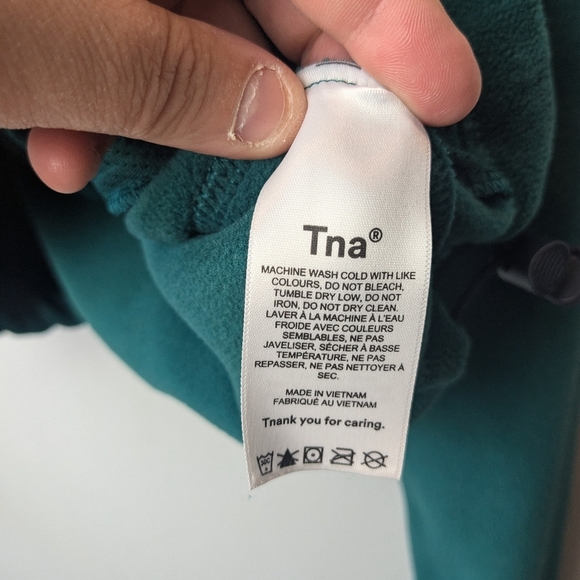 Tna®
MACHINE WASH COLD WITH LIKE
COLOURS, DO NOT BLEACH,
TUMBLE DRY LOW, DO NOT
IRON, DO NOT DRY CLEAN.
LAVER À LA MACHINE À L'EAU
FROIDE AVEC COULEURS
SEMBLABLES, NE PAS
JAVELISER, SÉCHER À BASSE
TEMPÉRATURE, NE PAS
REPASSER, NE PAS NETTOYER À
SEC.
MADE IN VIETNAM
FABRIQUÉ AU VIETNAM
Tnank you for caring.